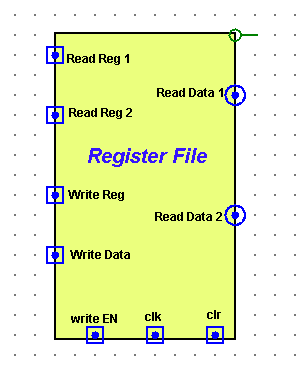 Read Reg 1
Read Data 1
Read Reg 2
Register File
Write Reg
Read Data 2
Write Data
write EN
clk
clr